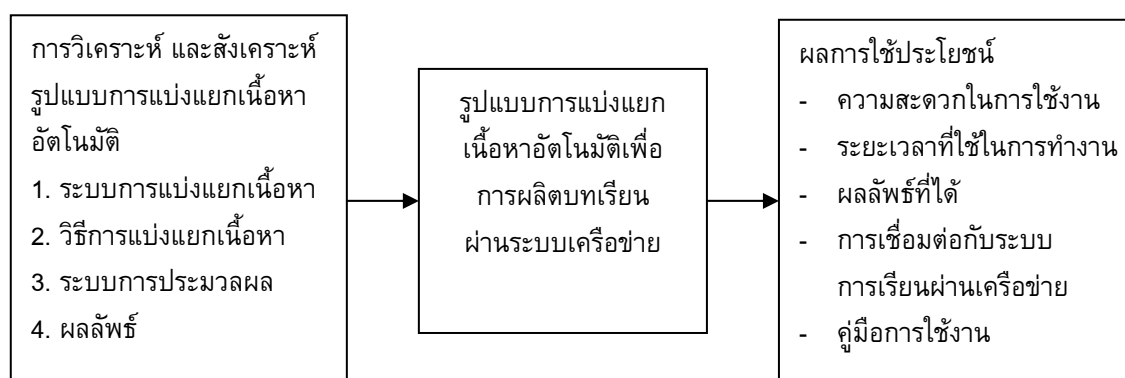 การวิเคราะห์ และสังเคราะห์
รูปแบบการแบ่งแยกเนื้อหา
อัตโนมัติ
1. ระบบการแบ่งแยกเนื้อหา
2. วิธีการแบ่งแยกเนื้อหา
3. ระบบการประมวลผล
4. ผลลัพธ์
รูปแบบการแบ่งแยก
เนื้อหาอัตโนมัติเพื่อ
การผลิตบทเรียน
ผ่านระบบเครือข่าย
ผลการใช้ประโยชน์
- ความสะดวกในการใช้งาน
- ระยะเวลาที่ใช้ในการทำงาน
- ผลลัพธ์ที่ได้
- การเชื่อมต่อกับระบบ
การเรียนผ่านเครือข่าย
- คู่มือการใช้งาน